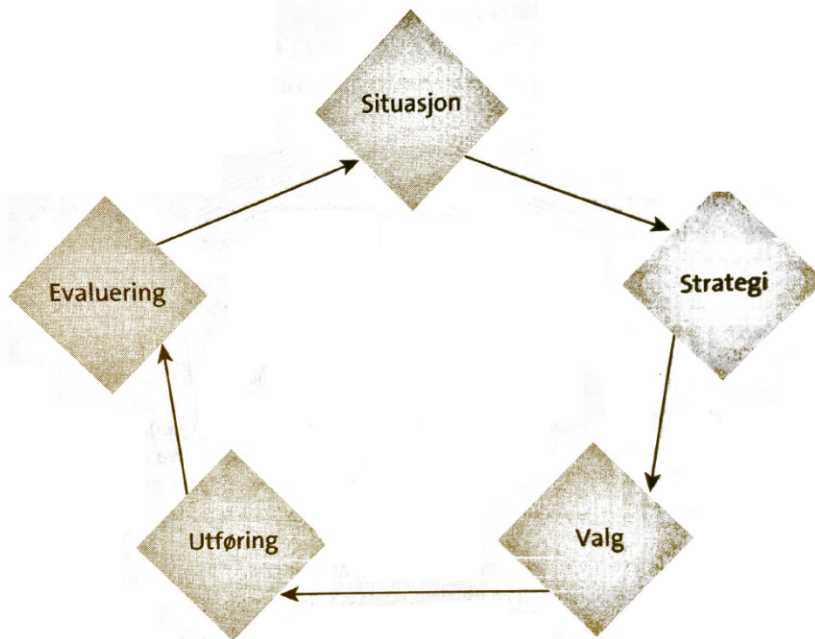 Situasjon
Strategi
Valg
Utføring
Evaluering